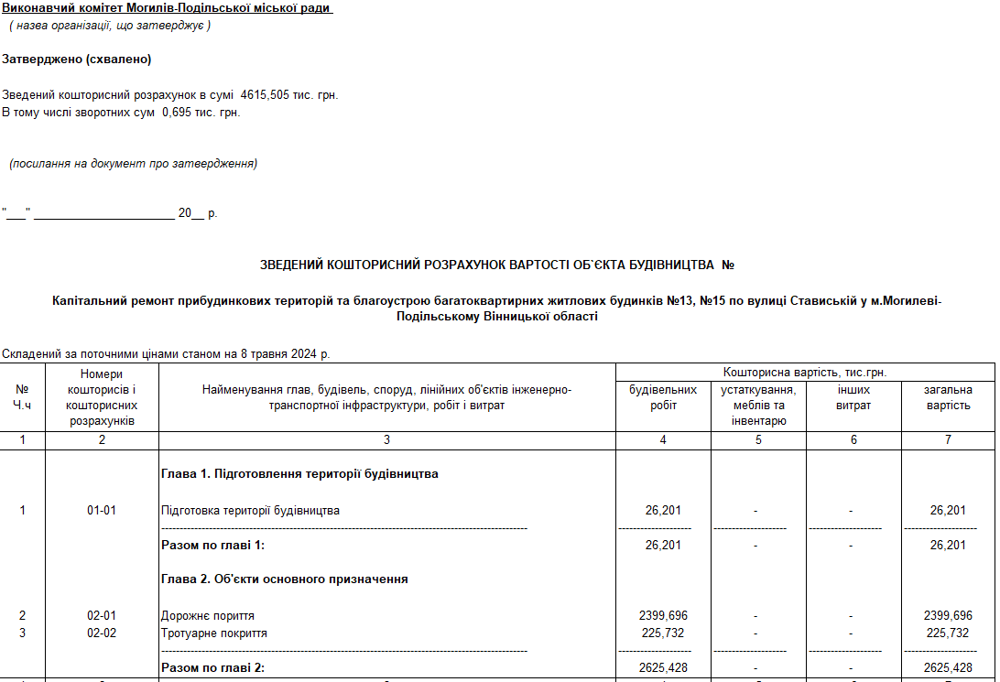 Виконавчий комітет Могилів-Подільської міської ради
( назва організації, що затверджує )
Затверджено (схвалено)
Зведений кошторисний розрахунок в сумі 4615,505 тис. грн.
В тому числі зворотних сум 0,695 тис. грн.
(посилання на документ про затвердження)
"___" ______________________ 20__ р.
ЗВЕДЕНИЙ КОШТОРИСНИЙ РОЗРАХУНОК ВАРТОСТІ ОБ`ЄКТА БУДІВНИЦТВА №
Капітальний ремонт прибудинкових територій та благоустрою багатоквартирних житлових будинків №13, №15 по вулиці Ставиській у м.Могилеві-
Подільському Вінницької області
Складений за поточними цінами станом на 8 травня 2024 р.
№
Ч.ч
Номери
кошторисів і
кошторисних
розрахунків
Найменування глав, будівель, споруд, лінійних об'єктів інженерно-
транспортної інфраструктури, робіт і витрат
Кошторисна вартість, тис.грн.
будівельних
робіт
устаткування,
меблів та
інвентарю
інших
витрат
загальна
вартість
1 2 3 4 5 6 7
Глава 1. Підготовлення території будівництва
1 01-01 Підготовка території будівництва 26,201 - - 26,201
Разом по главі 1: 26,201 - - 26,201
Глава 2. Об'єкти основного призначення
2 02-01 Дорожнє пориття 2399,696 - - 2399,696
3 02-02 Тротуарне покриття 225,732 - - 225,732
Разом по главі 2: 2625,428 - - 2625,428